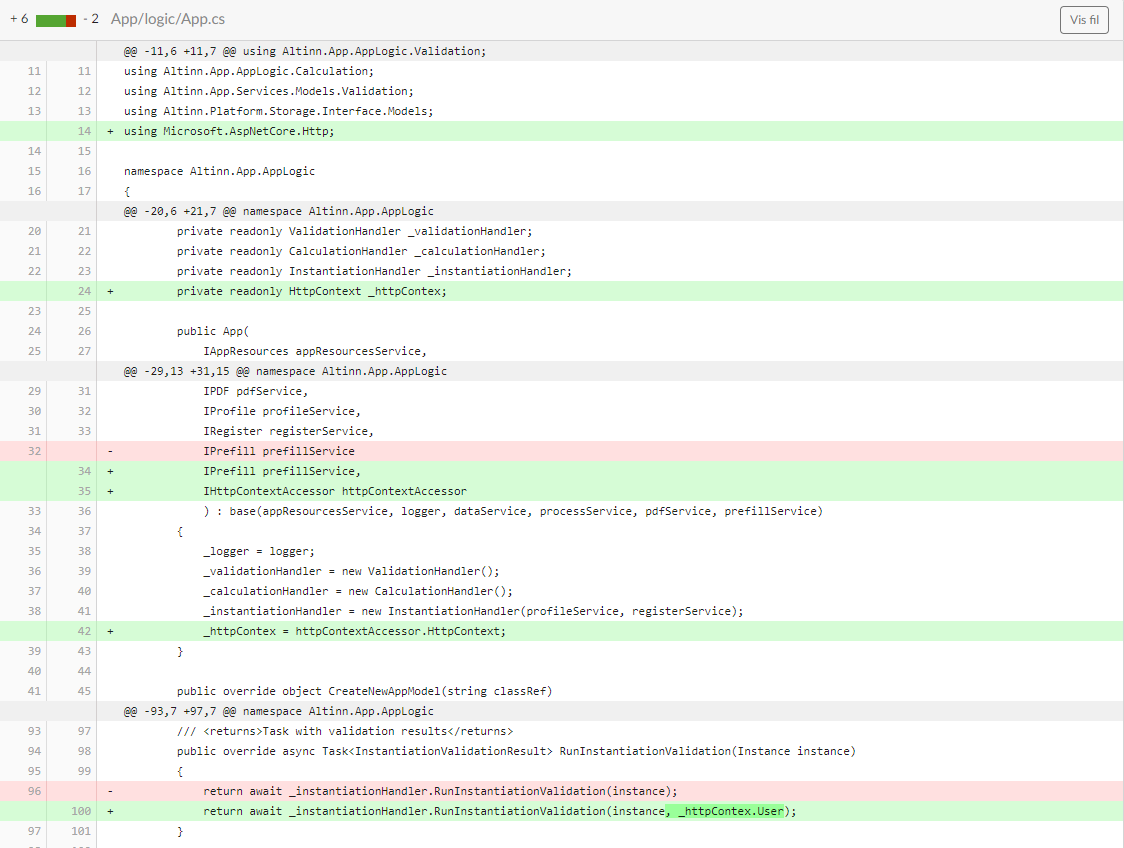 + 6 - 2 App/logic/App.cs Vis fil
@@ -11,6 +11,7 @@ using Altinn.App.AppLogic.Validation;
11 11 using Altinn.App.AppLogic.Calculation;
12 12 using Altinn.App.Services.Models.Validation;
13 13 using Altinn.Platform.Storage.Interface.Models;
14 + using Microsoft.AspNetCore.Http;
14 15
15 16 namespace Altinn.App.AppLogic
16 17 {
@@ -20,6 +21,7 @@ namespace Altinn.App.AppLogic
20 21 private readonly ValidationHandler _validationHandler;
21 22 private readonly CalculationHandler _calculationHandler;
22 23 private readonly InstantiationHandler _instantiationHandler;
24 + private readonly HttpContext _httpContex;
23 25
24 26 public App(
25 27 IAppResources appResourcesService,
@@ -29,13 +31,15 @@ namespace Altinn.App.AppLogic
29 31 IPDF pdfService,
30 32 IProfile profileService,
31 33 IRegister registerService,
32 - IPrefill prefillService
34 + IPrefill prefillService,
35 + IHttpContextAccessor httpContextAccessor
33 36 ) : base(appResourcesService, logger, dataService, processService, pdfService, prefillService)
34 37 {
35 38 _logger = logger;
36 39 _validationHandler = new ValidationHandler();
37 40 _calculationHandler = new CalculationHandler();
38 41 _instantiationHandler = new InstantiationHandler(profileService, registerService);
42 + _httpContex = httpContextAccessor.HttpContext;
39 43 }
40 44
41 45 public override object CreateNewAppModel(string classRef)
@@ -93,7 +97,7 @@ namespace Altinn.App.AppLogic
93 97 /// <returns>Task with validation results</returns>
94 98 public override async Task<InstantiationValidationResult> RunInstantiationValidation(Instance instance)
95 99 {
96 - return await _instantiationHandler.RunInstantiationValidation(instance);
100 + return await _instantiationHandler.RunInstantiationValidation(instance, _httpContex.User);
97 101 }